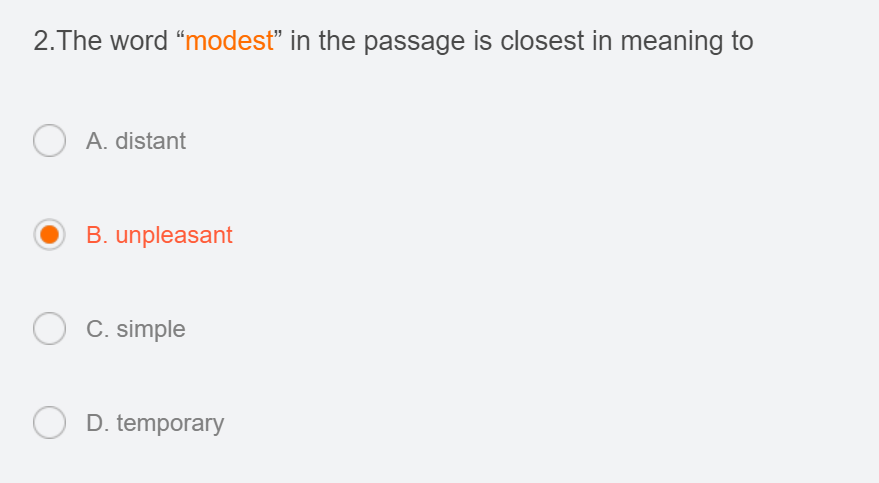 2.The word “modest” in the passage is closest in meaning to
A. distant
B. unpleasant
C. simple
D. temporary